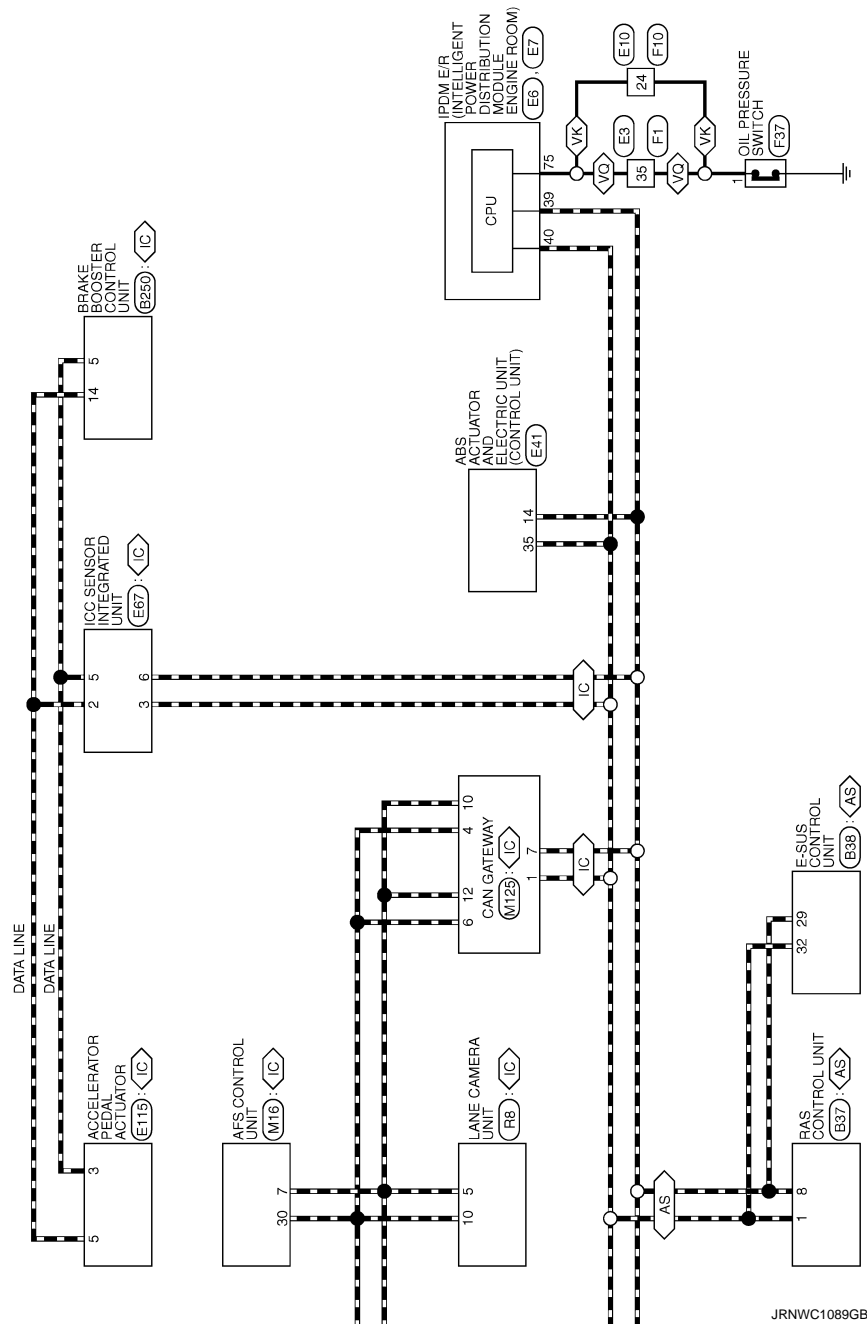 DATA LINE
DATA LINE
ACCELERATOR
PEDAL
ACTUATOR
E115 : IC
5
3
ICC SENSOR
INTEGRATED
UNIT
E67 : IC
2
5
3
6
BRAKE
BOOSTER
CONTROL
UNIT
B250 : IC
14
5
AFS CONTROL
UNIT
M16 : IC
30
7
LANE CAMERA
UNIT
R8 : IC
10
5
6
12
4
10
CAN GATEWAY
M125 : IC
1
7
IC
IC
ABS
ACTUATOR
AND
ELECTRIC UNIT
(CONTROL UNIT)
E41
35
14
IPDM E/R
(INTELLIGENT
POWER
DISTRIBUTION
MODULE
ENGINE ROOM)
E6 , E7
CPU
40
39
75
VK
VQ
E3
35
F1
VQ
E10
24
F10
VK
OIL PRESSURE
SWITCH
F37
1
AS
RAS
CONTROL UNIT
B37 : AS
1
8
E-SUS
CONTROL
UNIT
B38 : AS
32
29
JRNWC1089GB